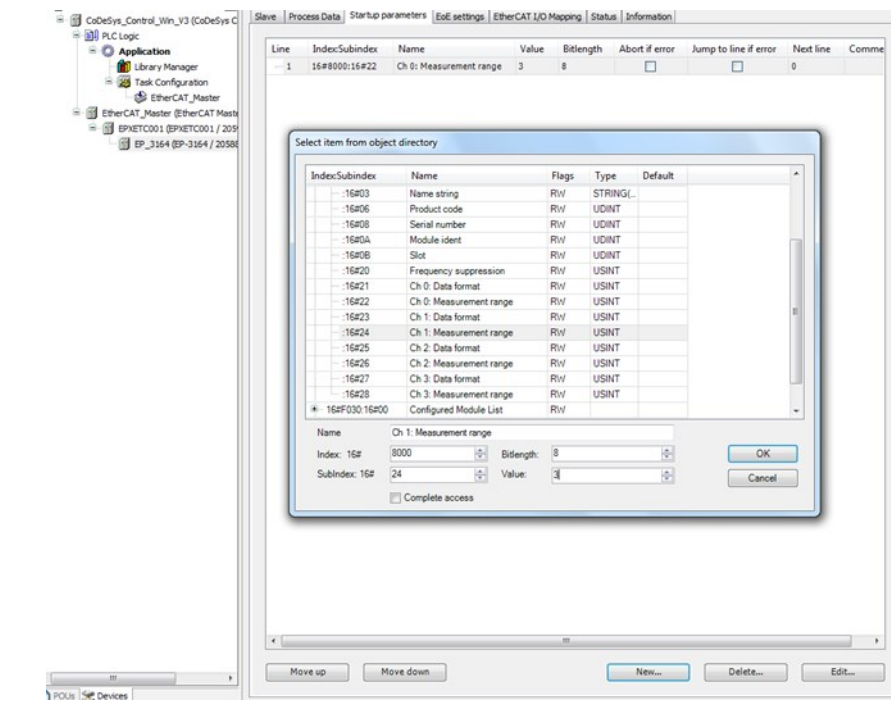 CoDeSys_Control_Win_V3 (CoDeSys C
PLC Logic
Application
Library Manager
Task Configuration
EtherCAT_Master
EtherCAT_Master (EtherCAT Maste
EPXETC001 (EPXETC001 / 205
EP_3164 (EP-3164 / 20588
POUs Devices
Slave Process Data Startup parameters EoE settings EtherCAT I/O Mapping Status Information
Line Index:Subindex Name Value Bitlength Abort if error Jump to line if error Next line Comme
1 16#8000:16#22 Ch 0: Measurement range 3 8 0
Select item from object directory
Index:Subindex Name Flags Type Default
:16#03 Name string RW STRING(...
:16#06 Product code RW UDINT
:16#08 Serial number RW UDINT
:16#0A Module ident RW UDINT
:16#0B Slot RW UDINT
:16#20 Frequency suppression RW USINT
:16#21 Ch 0: Data format RW USINT
:16#22 Ch 0: Measurement range RW USINT
:16#23 Ch 1: Data format RW USINT
:16#24 Ch 1: Measurement range RW USINT
:16#25 Ch 2: Data format RW USINT
:16#26 Ch 2: Measurement range RW USINT
:16#27 Ch 3: Data format RW USINT
:16#28 Ch 3: Measurement range RW USINT
16#F030:16#00 Configured Module List RW
Name Ch 1: Measurement range
Index: 16# 8000 Bitlength: 8 OK
SubIndex: 16# 24 Value: 3 Cancel
Complete access
Move up Move down New... Delete... Edit...